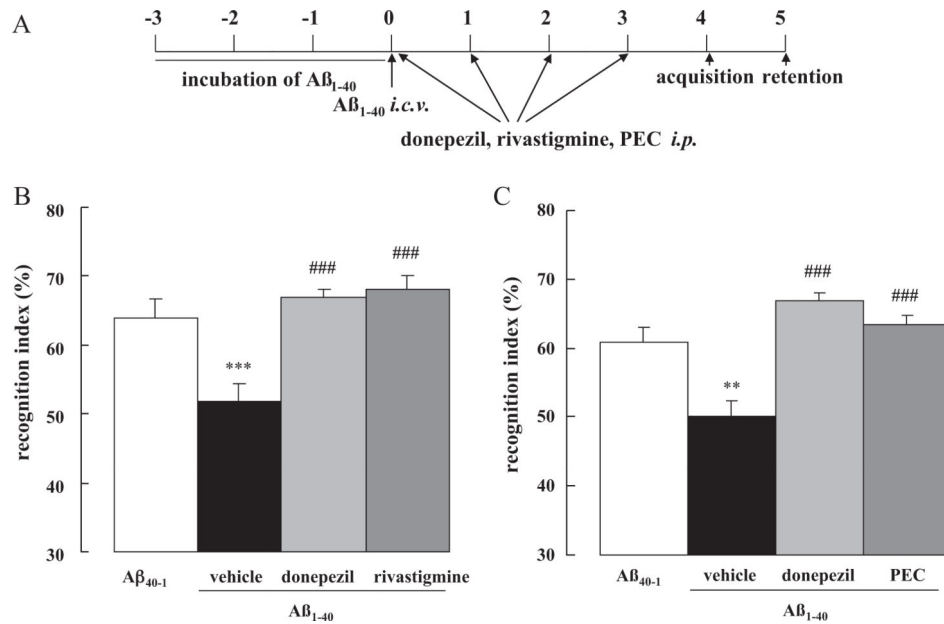 A
-3 -2 -1 0 1 2 3 4 5
incubation of Aß1-40
Aß1-40 i.c.v.
acquisition retention
donepezil, rivastigmine, PEC i.p.
B
recognition index (%)
80
70
60
50
40
30
***
###
###
Aβ40-1 vehicle donepezil rivastigmine
Aß1-40
C
recognition index (%)
80
70
60
50
40
30
**
###
###
Aß40-1 vehicle donepezil PEC
Aß1-40